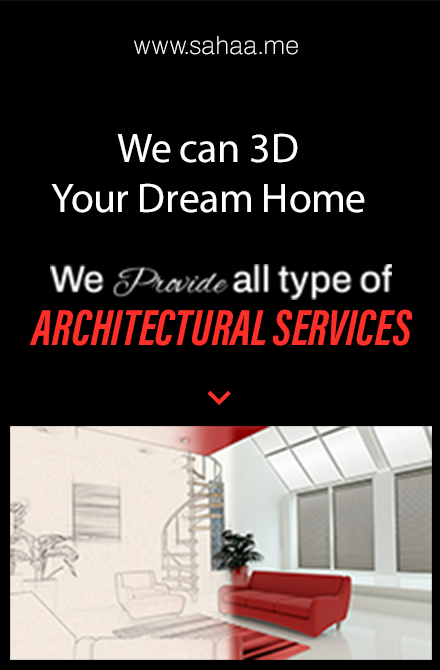 www.sahaa.me
We can 3D
Your Dream Home
We Provide all type of
ARCHITECTURAL SERVICES